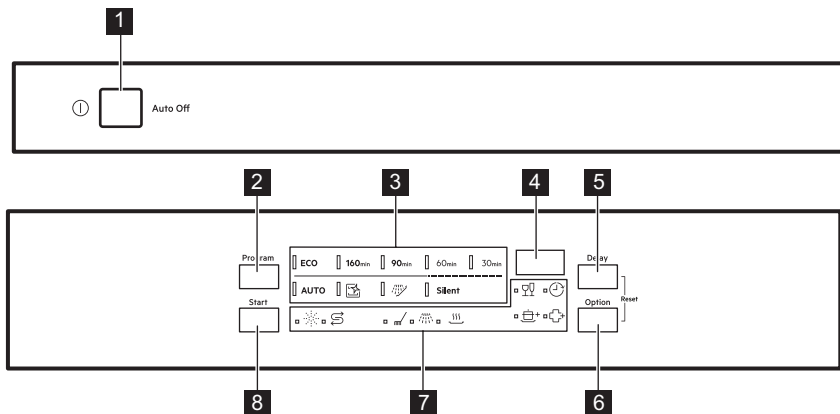 1
Auto Off
2
3
4
5
Program
ECO 160min 90min 60min 30min
Delay
AUTO Silent
Start
Option
Reset
+ +
8
7
6